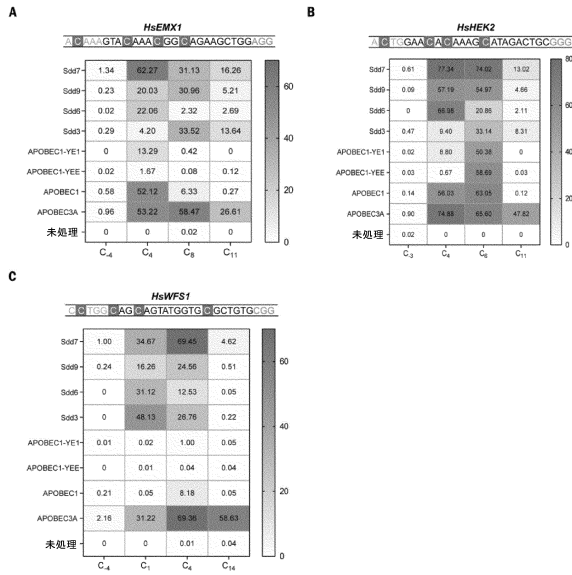 A
HsEMX1
ACAAAGTACAAACGGCAGAAGCTGGAGG
Sdd7 1.34 62.27 31.13 16.26
Sdd9 0.23 20.03 30.96 5.21
Sdd6 0.02 22.06 2.32 2.69
Sdd3 0.29 4.20 33.52 13.64
APOBEC1-YE1 0 13.29 0.42 0
APOBEC1-YEE 0.02 1.67 0.08 0.12
APOBEC1 0.58 52.12 6.33 0.27
APOBEC3A 0.96 53.22 58.47 26.61
未処理 0 0 0.02 0
C-4 C4 C8 C11
60
40
20
0
B
HsHEK2
ACTGGAACACAAAGCATAGACTGCGGGG
Sdd7 0.61 77.34 74.02 13.02
Sdd9 0.09 57.19 54.97 4.66
Sdd6 0 66.98 20.86 2.11
Sdd3 0.47 9.40 33.14 8.31
APOBEC1-YE1 0.02 8.80 50.38 0
APOBEC1-YEE 0.03 0.67 58.69 0.03
APOBEC1 0.14 56.03 63.05 0.12
APOBEC3A 0.90 74.88 65.60 47.82
未処理 0.02 0 0 0
C-3 C4 C6 C11
80
60
40
20
0
C
HsWFS1
CCTGGCAGCAGTATGGTGCGCTGTGCGG
Sdd7 1.00 34.67 69.45 4.62
Sdd9 0.24 16.26 24.56 0.51
Sdd6 0 31.12 12.53 0.05
Sdd3 0 48.13 26.76 0.22
APOBEC1-YE1 0.01 0.02 1.00 0.05
APOBEC1-YEE 0 0.01 0.04 0.04
APOBEC1 0.21 0.05 8.18 0.05
APOBEC3A 2.16 31.22 69.36 58.63
未処理 0 0 0.01 0.04
C-4 C1 C4 C14
60
40
20
0